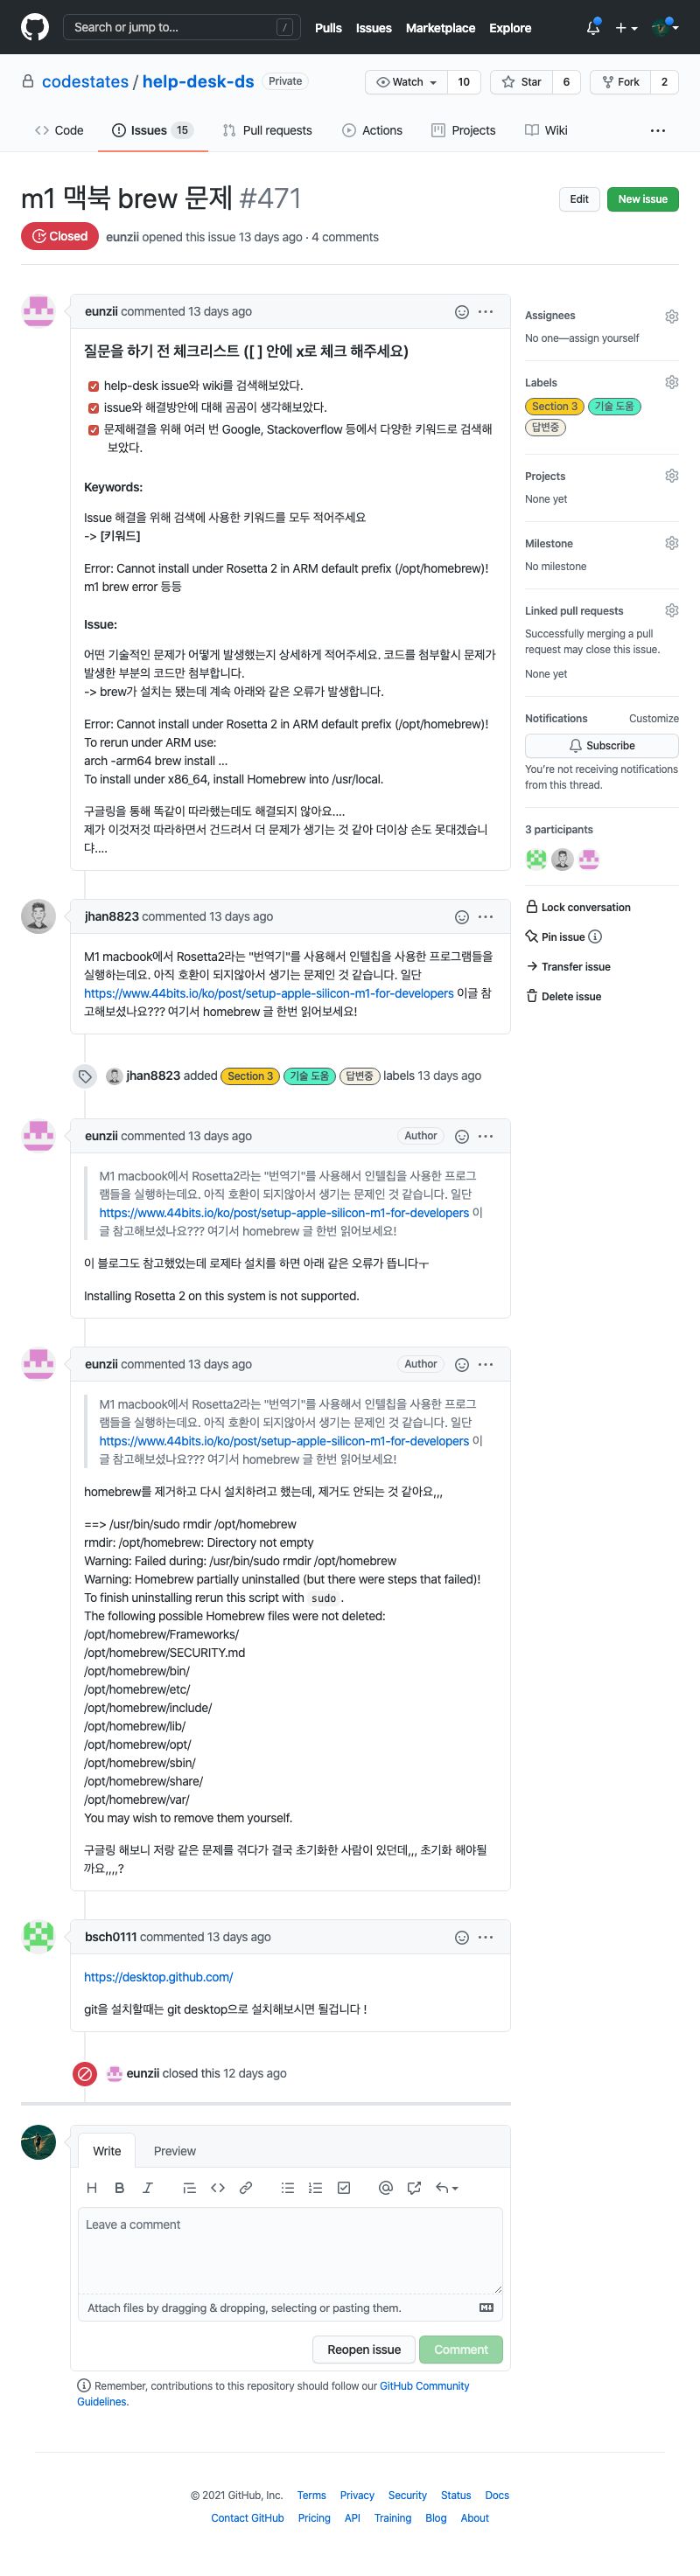 Search or jump to...
/
Pulls Issues Marketplace Explore
codestates / help-desk-ds Private
Watch 10 Star 6 Fork 2
Code Issues 15 Pull requests Actions Projects Wiki
m1 맥북 brew 문제 #471
Edit New issue
Closed eunzii opened this issue 13 days ago · 4 comments
eunzii commented 13 days ago
질문을 하기 전 체크리스트 ([ ] 안에 x로 체크 해주세요)
help-desk issue와 wiki를 검색해보았다.
issue와 해결방안에 대해 곰곰이 생각해보았다.
문제해결을 위해 여러 번 Google, Stackoverflow 등에서 다양한 키워드로 검색해
보았다.
Keywords:
Issue 해결을 위해 검색에 사용한 키워드를 모두 적어주세요
-> [키워드]
Error: Cannot install under Rosetta 2 in ARM default prefix (/opt/homebrew)!
m1 brew error 등등
Issue:
어떤 기술적인 문제가 어떻게 발생했는지 상세하게 적어주세요. 코드를 첨부할시 문제가
발생한 부분의 코드만 첨부합니다.
-> brew가 설치는 됐는데 계속 아래와 같은 오류가 발생합니다.
Error: Cannot install under Rosetta 2 in ARM default prefix (/opt/homebrew)!
To rerun under ARM use:
arch -arm64 brew install ...
To install under x86_64, install Homebrew into /usr/local.
구글링을 통해 똑같이 따라했는데도 해결되지 않아요....
제가 이것저것 따라하면서 건드려서 더 문제가 생기는 것 같아 더이상 손도 못대겠습니
댜....
Assignees
No one—assign yourself
Labels
Section 3 기술 도움
답변중
Projects
None yet
Milestone
No milestone
Linked pull requests
Successfully merging a pull
request may close this issue.
None yet
Notifications Customize
Subscribe
You're not receiving notifications
from this thread.
3 participants
Lock conversation
Pin issue
Transfer issue
Delete issue
jhan8823 commented 13 days ago
M1 macbook에서 Rosetta2라는 "번역기"를 사용해서 인텔칩을 사용한 프로그램들을
실행하는데요. 아직 호환이 되지않아서 생기는 문제인 것 같습니다. 일단
https://www.44bits.io/ko/post/setup-apple-silicon-m1-for-developers 이글 참
고해보셨나요??? 여기서 homebrew 글 한번 읽어보세요!
jhan8823 added Section 3 기술 도움 답변중 labels 13 days ago
eunzii commented 13 days ago Author
M1 macbook에서 Rosetta2라는 "번역기"를 사용해서 인텔칩을 사용한 프로그
램들을 실행하는데요. 아직 호환이 되지않아서 생기는 문제인 것 같습니다. 일단
https://www.44bits.io/ko/post/setup-apple-silicon-m1-for-developers 이
글 참고해보셨나요??? 여기서 homebrew 글 한번 읽어보세요!
이 블로그도 참고했었는데 로제타 설치를 하면 아래 같은 오류가 뜹니다ㅜ
Installing Rosetta 2 on this system is not supported.
eunzii commented 13 days ago Author
M1 macbook에서 Rosetta2라는 "번역기"를 사용해서 인텔칩을 사용한 프로그
램들을 실행하는데요. 아직 호환이 되지않아서 생기는 문제인 것 같습니다. 일단
https://www.44bits.io/ko/post/setup-apple-silicon-m1-for-developers 이
글 참고해보셨나요??? 여기서 homebrew 글 한번 읽어보세요!
homebrew를 제거하고 다시 설치하려고 했는데, 제거도 안되는 것 같아요,,,
==> /usr/bin/sudo rmdir /opt/homebrew
rmdir: /opt/homebrew: Directory not empty
Warning: Failed during: /usr/bin/sudo rmdir /opt/homebrew
Warning: Homebrew partially uninstalled (but there were steps that failed)!
To finish uninstalling rerun this script with sudo.
The following possible Homebrew files were not deleted:
/opt/homebrew/Frameworks/
/opt/homebrew/SECURITY.md
/opt/homebrew/bin/
/opt/homebrew/etc/
/opt/homebrew/include/
/opt/homebrew/lib/
/opt/homebrew/opt/
/opt/homebrew/sbin/
/opt/homebrew/share/
/opt/homebrew/var/
You may wish to remove them yourself.
구글링 해보니 저랑 같은 문제를 겪다가 결국 초기화한 사람이 있던데,,, 초기화 해야될
까요,,,,?
bsch0111 commented 13 days ago
https://desktop.github.com/
git을 설치할때는 git desktop으로 설치해보시면 될겁니다 !
eunzii closed this 12 days ago
Write Preview
H B I
Leave a comment
Attach files by dragging & dropping, selecting or pasting them.
Reopen issue Comment
Remember, contributions to this repository should follow our GitHub Community
Guidelines.
© 2021 GitHub, Inc. Terms Privacy Security Status Docs
Contact GitHub Pricing API Training Blog About